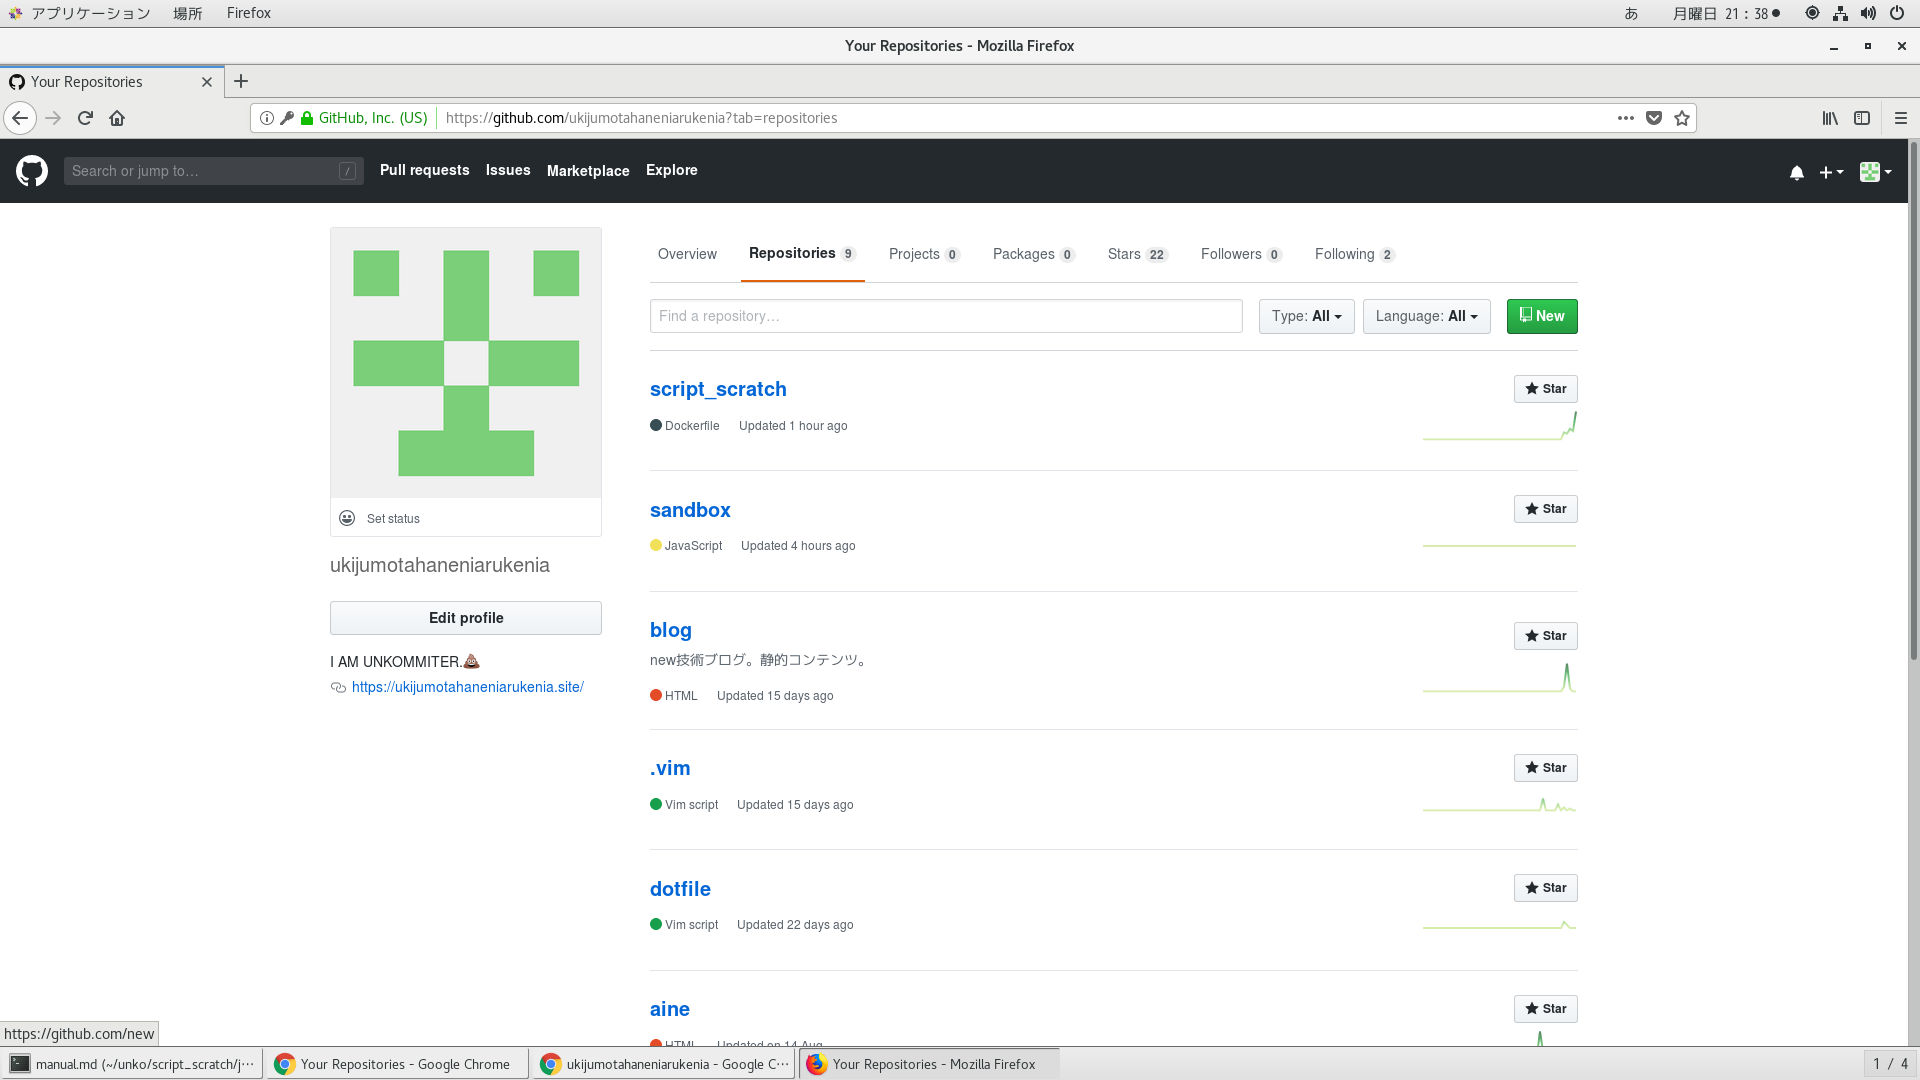 アプリケーション 場所 Firefox あ 月曜日 21：38
Your Repositories - Mozilla Firefox
Your Repositories
GitHub, Inc. (US) https://github.com/ukijumotahaneniarukenia?tab=repositories
Search or jump to… / Pull requests Issues Marketplace Explore
Overview Repositories 9 Projects 0 Packages 0 Stars 22 Followers 0 Following 2
Find a repository… Type: All Language: All New
script_scratch Star
Dockerfile Updated 1 hour ago
sandbox Star
JavaScript Updated 4 hours ago
Set status
ukijumotahaneniarukenia
Edit profile
I AM UNKOMMITER.💩
https://ukijumotahaneniarukenia.site/
blog Star
new技術ブログ。静的コンテンツ。
HTML Updated 15 days ago
.vim Star
Vim script Updated 15 days ago
dotfile Star
Vim script Updated 22 days ago
aine Star
HTML Updated on 14 Aug
https://github.com/new
manual.md (~/unko/script_scratch/j… Your Repositories - Google Chrome ukijumotahaneniarukenia - Google C… Your Repositories - Mozilla Firefox 1 / 4